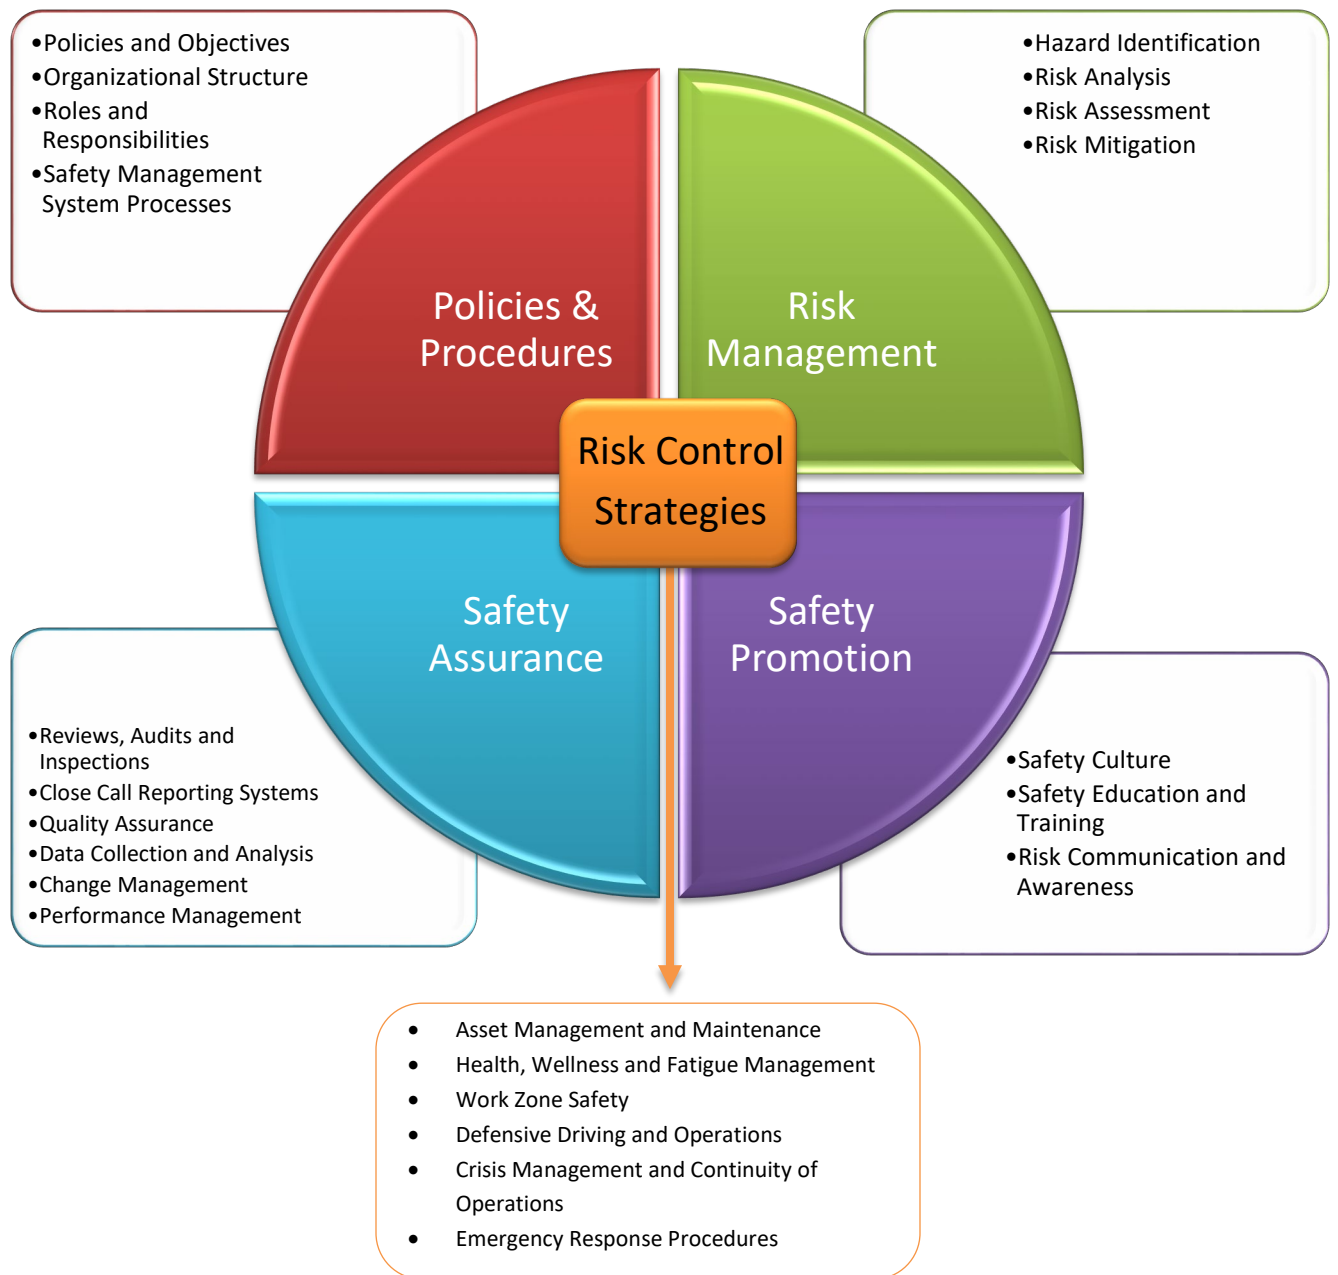 •Policies and Objectives
•Organizational Structure
•Roles and
Responsibilities
•Safety Management
System Processes
•Hazard Identification
•Risk Analysis
•Risk Assessment
•Risk Mitigation
Policies &
Procedures
Risk
Management
Risk Control
Strategies
Safety
Assurance
Safety
Promotion
•Reviews, Audits and
Inspections
•Close Call Reporting Systems
•Quality Assurance
•Data Collection and Analysis
•Change Management
•Performance Management
•Safety Culture
•Safety Education and
Training
•Risk Communication and
Awareness
• Asset Management and Maintenance
• Health, Wellness and Fatigue Management
• Work Zone Safety
• Defensive Driving and Operations
• Crisis Management and Continuity of
Operations
• Emergency Response Procedures